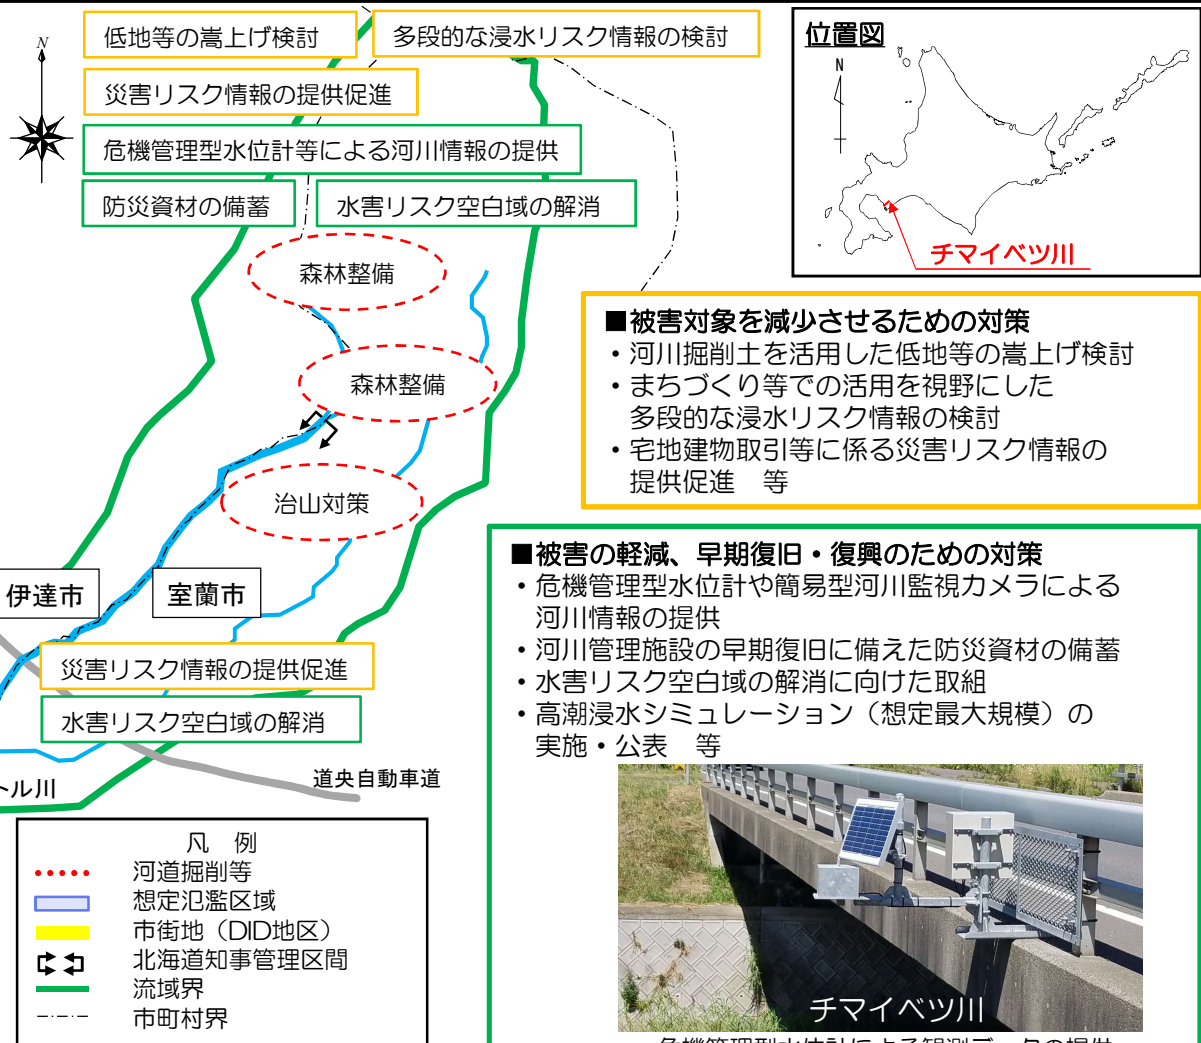 低地等の嵩上げ検討
多段的な浸水リスク情報の検討
災害リスク情報の提供促進
危機管理型水位計等による河川情報の提供
防災資材の備蓄
水害リスク空白域の解消
N
位置図
N
チマイベツ川
森林整備
森林整備
治山対策
伊達市
室蘭市
災害リスク情報の提供促進
水害リスク空白域の解消
トル川
道央自動車道
■被害対象を減少させるための対策
・河川掘削土を活用した低地等の嵩上げ検討
・まちづくり等での活用を視野にした
多段的な浸水リスク情報の検討
・宅地建物取引等に係る災害リスク情報の
提供促進　等
■被害の軽減、早期復旧・復興のための対策
・危機管理型水位計や簡易型河川監視カメラによる
河川情報の提供
・河川管理施設の早期復旧に備えた防災資材の備蓄
・水害リスク空白域の解消に向けた取組
・高潮浸水シミュレーション（想定最大規模）の
実施・公表　等
チマイベツ川
危機管理型水位計による観測データの提供
凡　例
河道掘削等
想定氾濫区域
市街地（DID地区）
北海道知事管理区間
流域界
市町村界